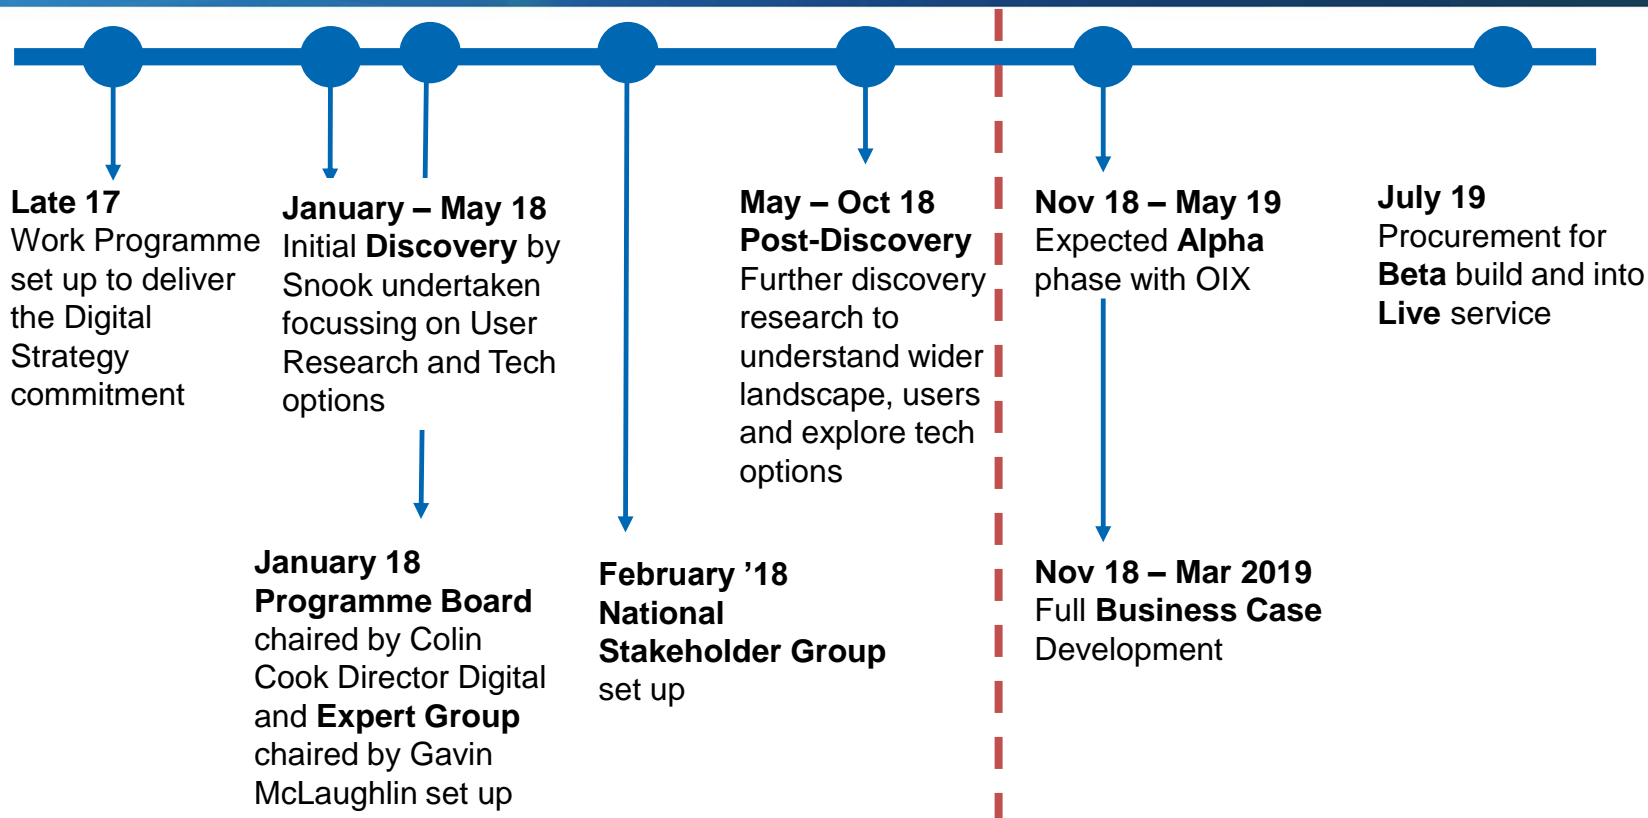 Late 17
Work Programme
set up to deliver
the Digital
Strategy
commitment
January – May 18
Initial Discovery by
Snook undertaken
focussing on User
Research and Tech
options
January 18
Programme Board
chaired by Colin
Cook Director Digital
and Expert Group
chaired by Gavin
McLaughlin set up
February ’18
National
Stakeholder Group
set up
May – Oct 18
Post-Discovery
Further discovery
research to
understand wider
landscape, users
and explore tech
options
Nov 18 – May 19
Expected Alpha
phase with OIX
Nov 18 – Mar 2019
Full Business Case
Development
July 19
Procurement for
Beta build and into
Live service